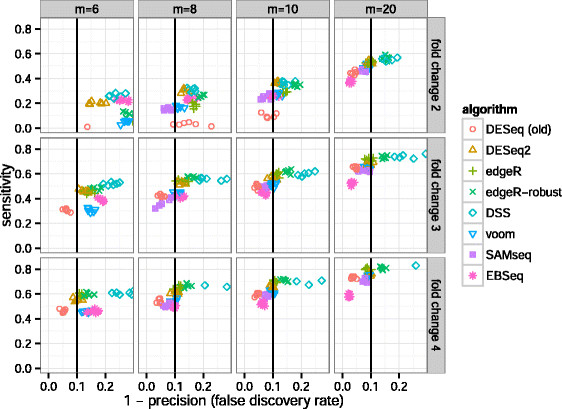 m=6 m=8 m=10 m=20
0.8
0.6
0.4
0.2
0.0
fold change 2
0.8
0.6
0.4
0.2
0.0
fold change 3
0.8
0.6
0.4
0.2
0.0
fold change 4
sensitivity
0.0 0.1 0.2 0.0 0.1 0.2 0.0 0.1 0.2 0.0 0.1 0.2
1 − precision (false discovery rate)
algorithm
DESeq (old)
DESeq2
edgeR
edgeR−robust
DSS
voom
SAMseq
EBSeq